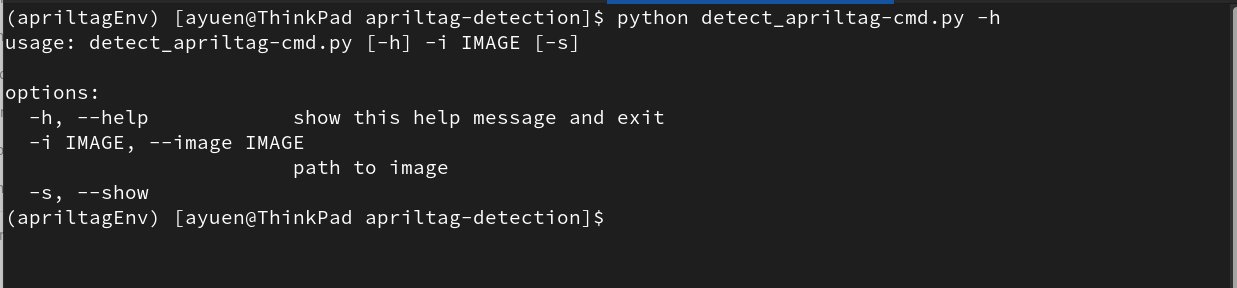 (apriltagEnv) [ayuen@ThinkPad apriltag-detection]$ python detect_apriltag-cmd.py -h
usage: detect_apriltag-cmd.py [-h] -i IMAGE [-s]

options:
  -h, --help            show this help message and exit
  -i IMAGE, --image IMAGE
                        path to image
  -s, --show
(apriltagEnv) [ayuen@ThinkPad apriltag-detection]$